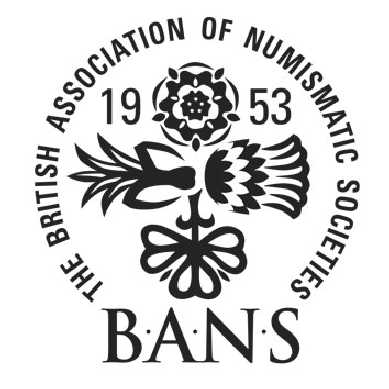 THE BRITISH ASSOCIATION OF NUMISMATIC SOCIETIES
19 53
B·A·N·S